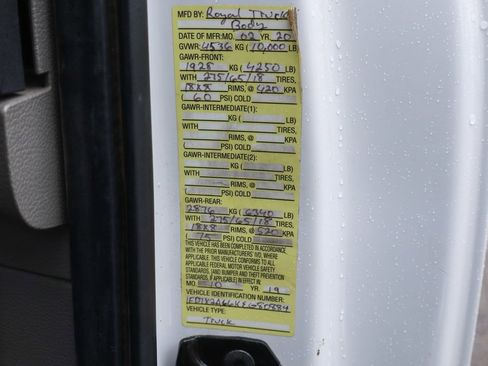 MFD BY: Royal Truck
Body
DATE OF MFR: MO. 02 YR. 20
GVWR: 4536 KG ( 10,000 LB)
GAWR-FRONT:
1928 KG ( 4250 LB)
WITH 275/65/18 TIRES,
18X8 RIMS, @ 420 KPA
( 60 PSI) COLD
GAWR-INTERMEDIATE(1):
KG ( LB)
WITH TIRES,
RIMS, @ KPA
( PSI) COLD
GAWR-INTERMEDIATE(2):
KG ( LB)
WITH TIRES,
RIMS, @ KPA
( PSI) COLD
GAWR-REAR:
2876 KG ( 6340 LB)
WITH 275/65/18 TIRES,
18X8 RIMS, @ 520 KPA
( 75 PSI) COLD
THIS VEHICLE HAS BEEN COMPLETED IN ACCORDANCE
WITH THE PRIOR MANUFACTURERS' IVD, WHERE
APPLICABLE. THIS VEHICLE CONFORMS TO ALL
APPLICABLE FEDERAL MOTOR VEHICLE SAFETY
STANDARDS, [AND BUMPER AND THEFT PREVENTION
STANDARDS, IF APPLICABLE] IN EFFECT IN
MO. 10 YR. 19
VEHICLE IDENTIFICATION NUMBER:
VEHICLE TYPE:
Truck